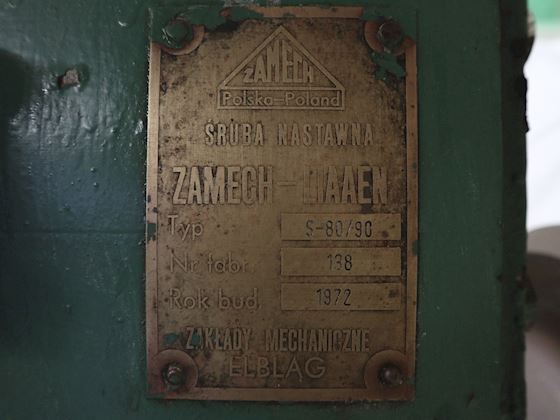 ZAMECH
Polska-Poland
ŚRUBA NASTAWNA
ZAMECH-LIAAEN
Typ S-80/90
Nr fabr. 138
Rok bud. 1972
ZAKŁADY MECHANICZNE
ELBLĄG